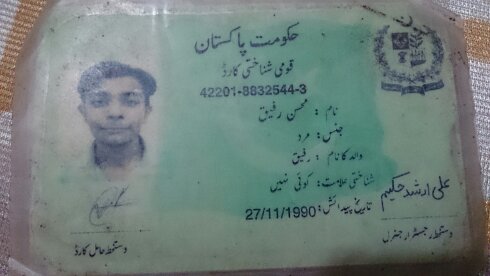 حکومت پاکستان
قومی شناختی کارڈ
42201-8832544-3
نام : محسن رفیق
جنس: مرد
والد کا نام : رفیق
شناختی علامت: کوئی نہیں
تاریخ پیدائش: 27/11/1990
علی ارشد حکیم
دستخط حامل کارڈ
دستخط رجسٹرار جنرل